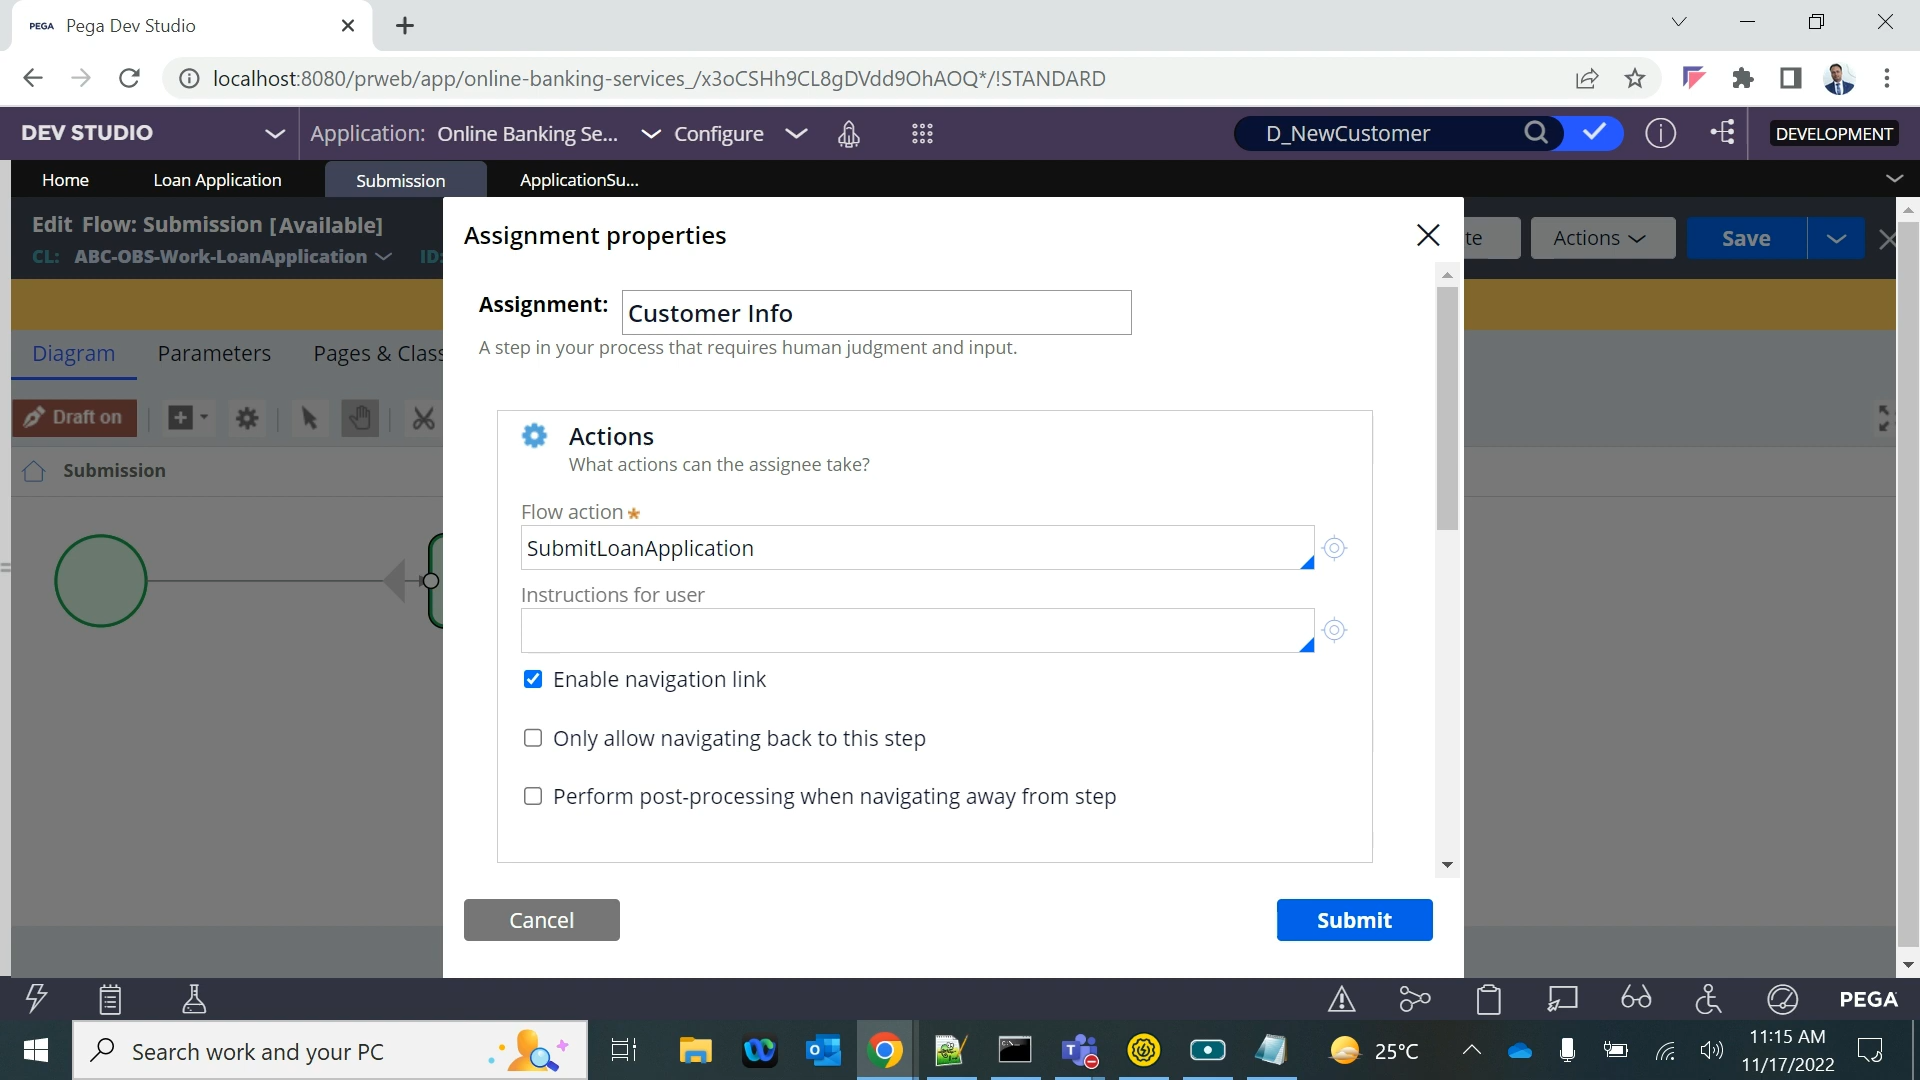 PEGA Pega Dev Studio
localhost:8080/prweb/app/online-banking-services_/x3oCSHh9CL8gDVdd9OhAOQ*/!STANDARD
DEV STUDIO Application: Online Banking Se... Configure D_NewCustomer DEVELOPMENT
Home Loan Application Submission ApplicationSu...
Edit Flow: Submission [Available]
CL: ABC-OBS-Work-LoanApplication ID:
te Actions Save
Assignment properties
Assignment: Customer Info
A step in your process that requires human judgment and input.
Diagram Parameters Pages & Class
Draft on
Submission
Actions
What actions can the assignee take?
Flow action *
SubmitLoanApplication
Instructions for user
Enable navigation link
Only allow navigating back to this step
Perform post-processing when navigating away from step
Cancel Submit
PEGA
Search work and your PC
25°C
11:15 AM
11/17/2022